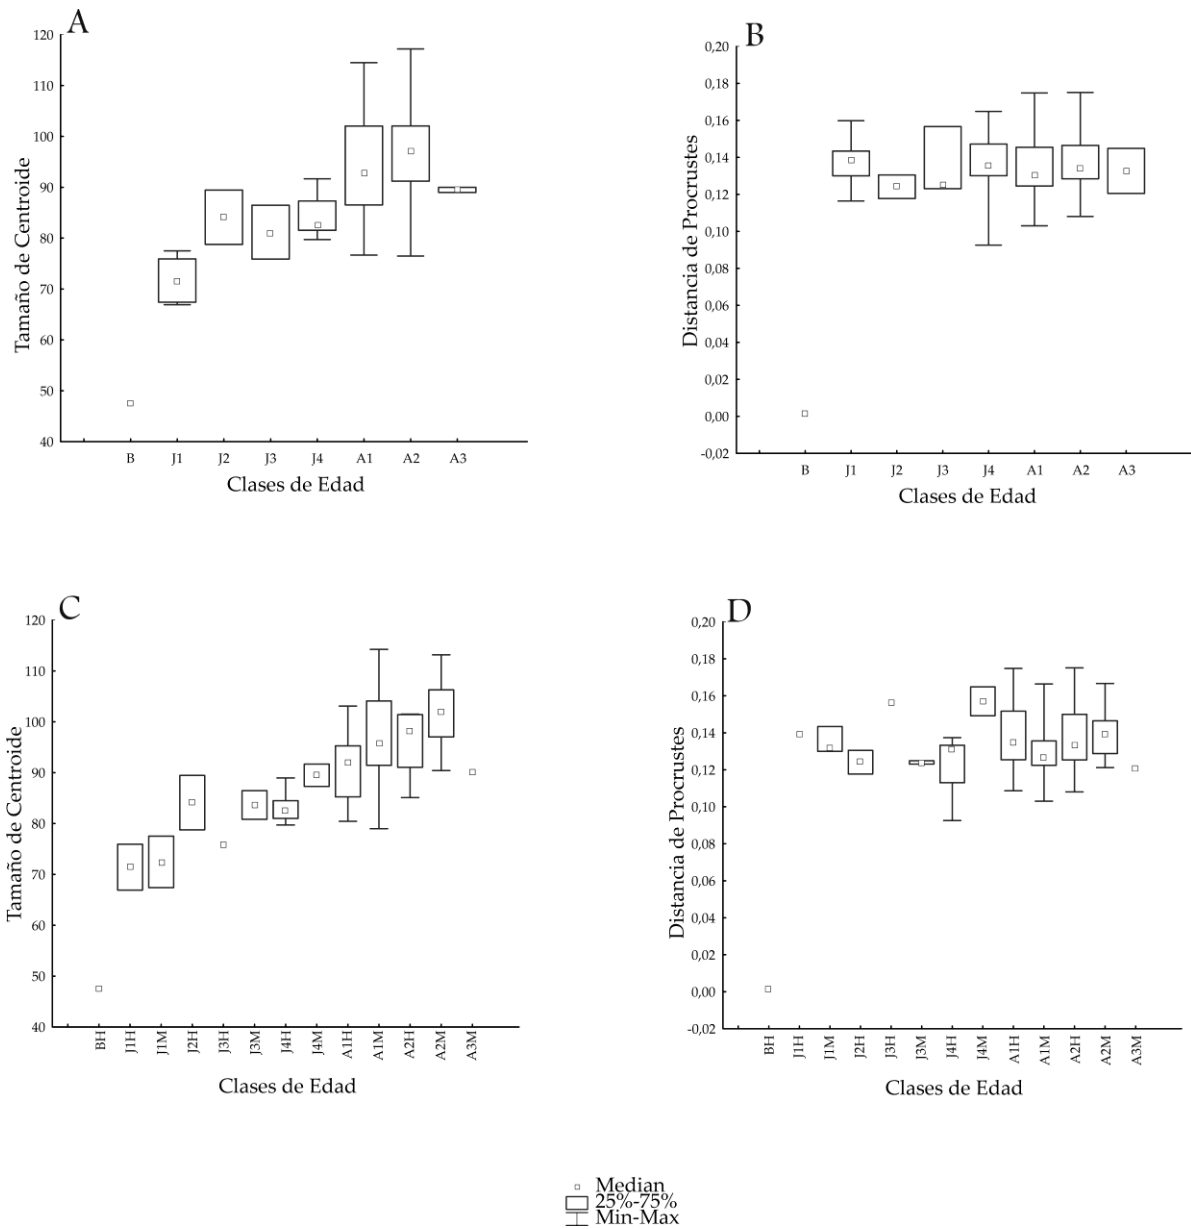 A
120
110
100
90
80
70
60
50
40
Tamaño de Centroide
B J1 J2 J3 J4 A1 A2 A3
Clases de Edad
B
0,20
0,18
0,16
0,14
0,12
0,10
0,08
0,06
0,04
0,02
0,00
-0,02
Distancia de Procrustes
B J1 J2 J3 J4 A1 A2 A3
Clases de Edad
C
120
110
100
90
80
70
60
50
40
Tamaño de Centroide
BH J1H J1M J2H J3H J3M J4H J4M A1H A1M A2H A2M A3M
Clases de Edad
D
0,20
0,18
0,16
0,14
0,12
0,10
0,08
0,06
0,04
0,02
0,00
-0,02
Distancia de Procrustes
BH J1H J1M J2H J3H J3M J4H J4M A1H A1M A2H A2M A3M
Clases de Edad
Median
25%-75%
Min-Max